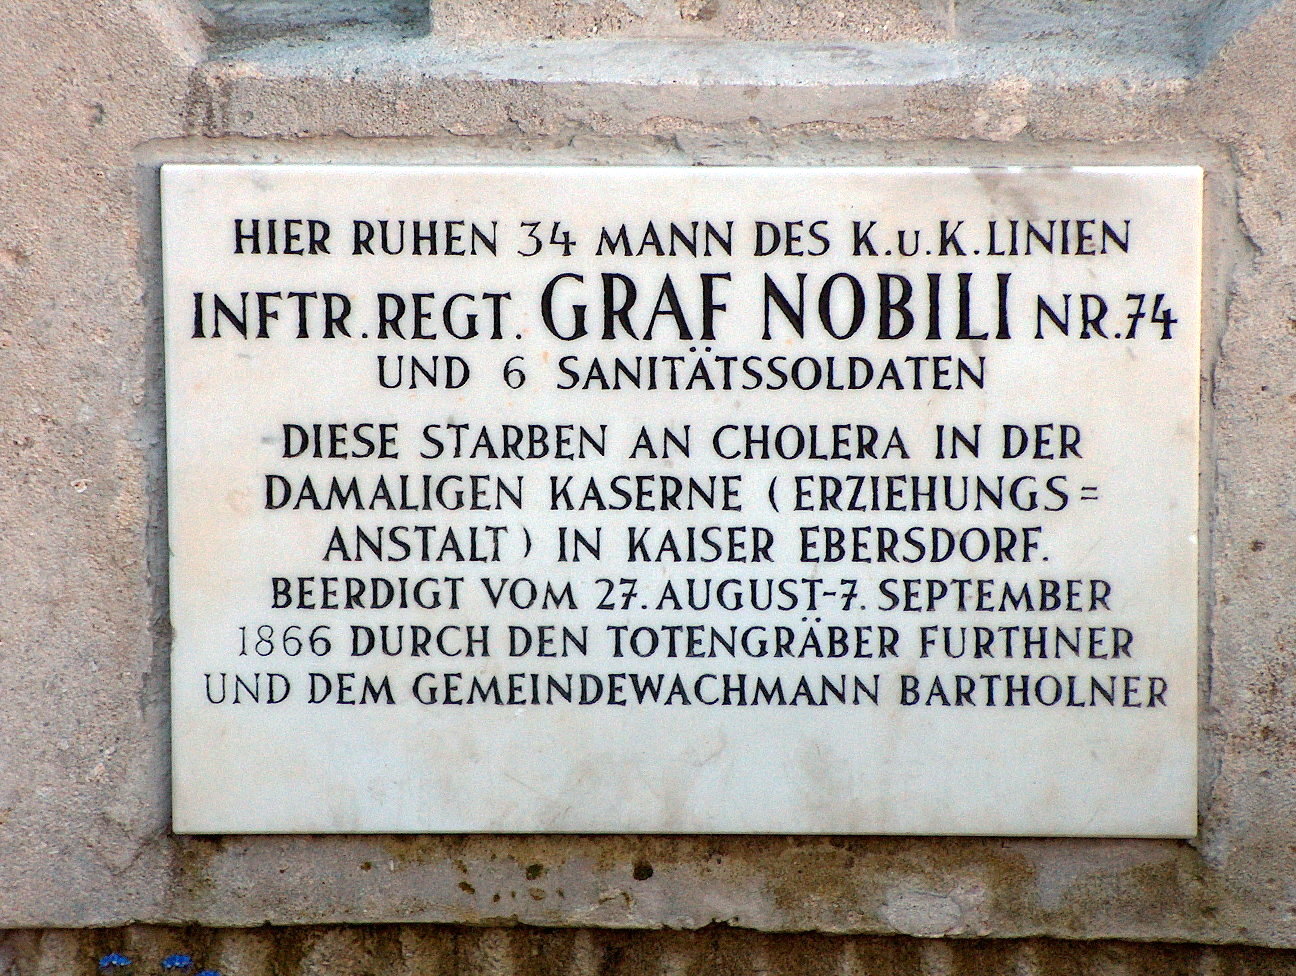 HIER RUHEN 34 MANN DES K.u.K.LINIEN
INFTR.REGT. GRAF NOBILI NR.74
UND 6 SANITÄTSSOLDATEN
DIESE STARBEN AN CHOLERA IN DER
DAMALIGEN KASERNE (ERZIEHUNGS=
ANSTALT) IN KAISER EBERSDORF.
BEERDIGT VOM 27.AUGUST-7.SEPTEMBER
1866 DURCH DEN TOTENGRÄBER FURTHNER
UND DEM GEMEINDEWACHMANN BARTHOLNER